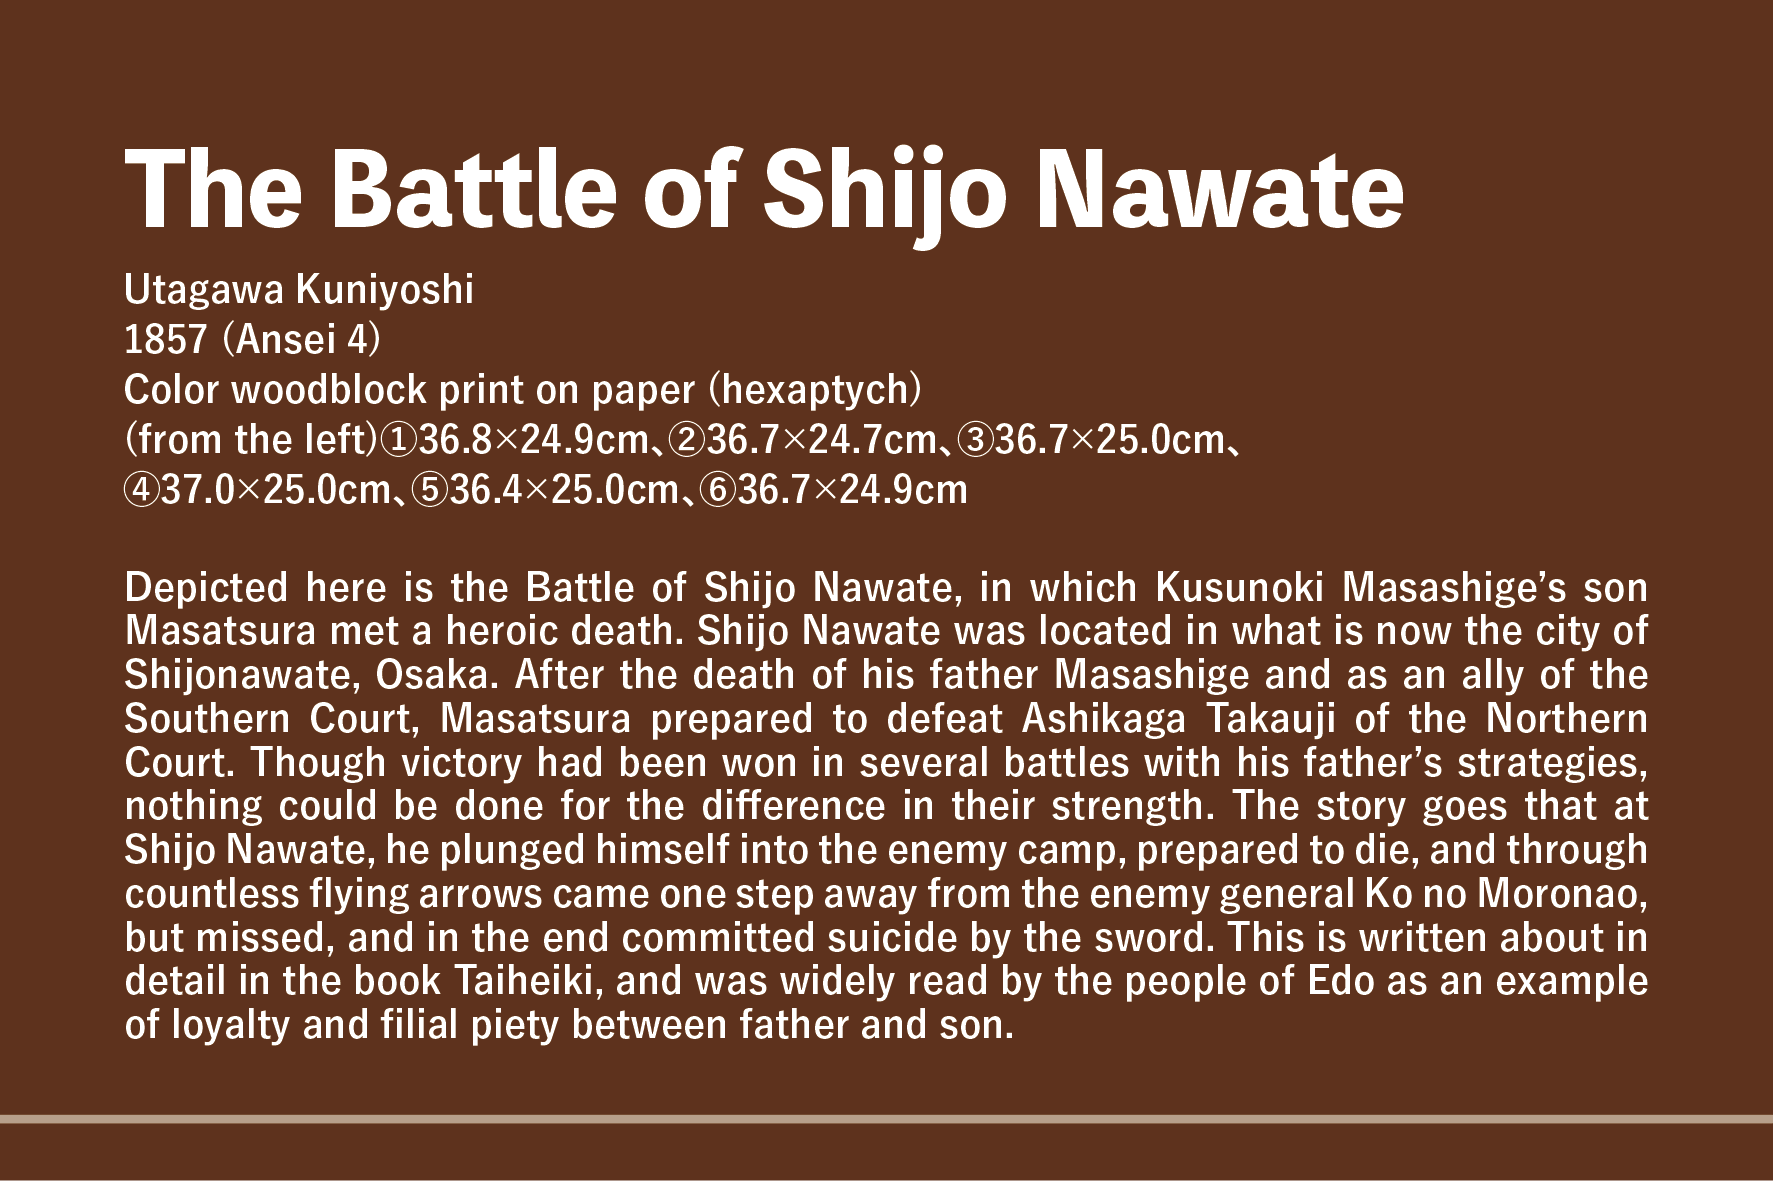 The Battle of Shijo Nawate
Utagawa Kuniyoshi
1857 (Ansei 4)
Color woodblock print on paper (hexaptych)
(from the left)①36.8×24.9cm、②36.7×24.7cm、③36.7×25.0cm、
④37.0×25.0cm、⑤36.4×25.0cm、⑥36.7×24.9cm
Depicted here is the Battle of Shijo Nawate, in which Kusunoki Masashige’s son
Masatsura met a heroic death. Shijo Nawate was located in what is now the city of
Shijonawate, Osaka. After the death of his father Masashige and as an ally of the
Southern Court, Masatsura prepared to defeat Ashikaga Takauji of the Northern
Court. Though victory had been won in several battles with his father’s strategies,
nothing could be done for the difference in their strength. The story goes that at
Shijo Nawate, he plunged himself into the enemy camp, prepared to die, and through
countless flying arrows came one step away from the enemy general Ko no Moronao,
but missed, and in the end committed suicide by the sword. This is written about in
detail in the book Taiheiki, and was widely read by the people of Edo as an example
of loyalty and filial piety between father and son.